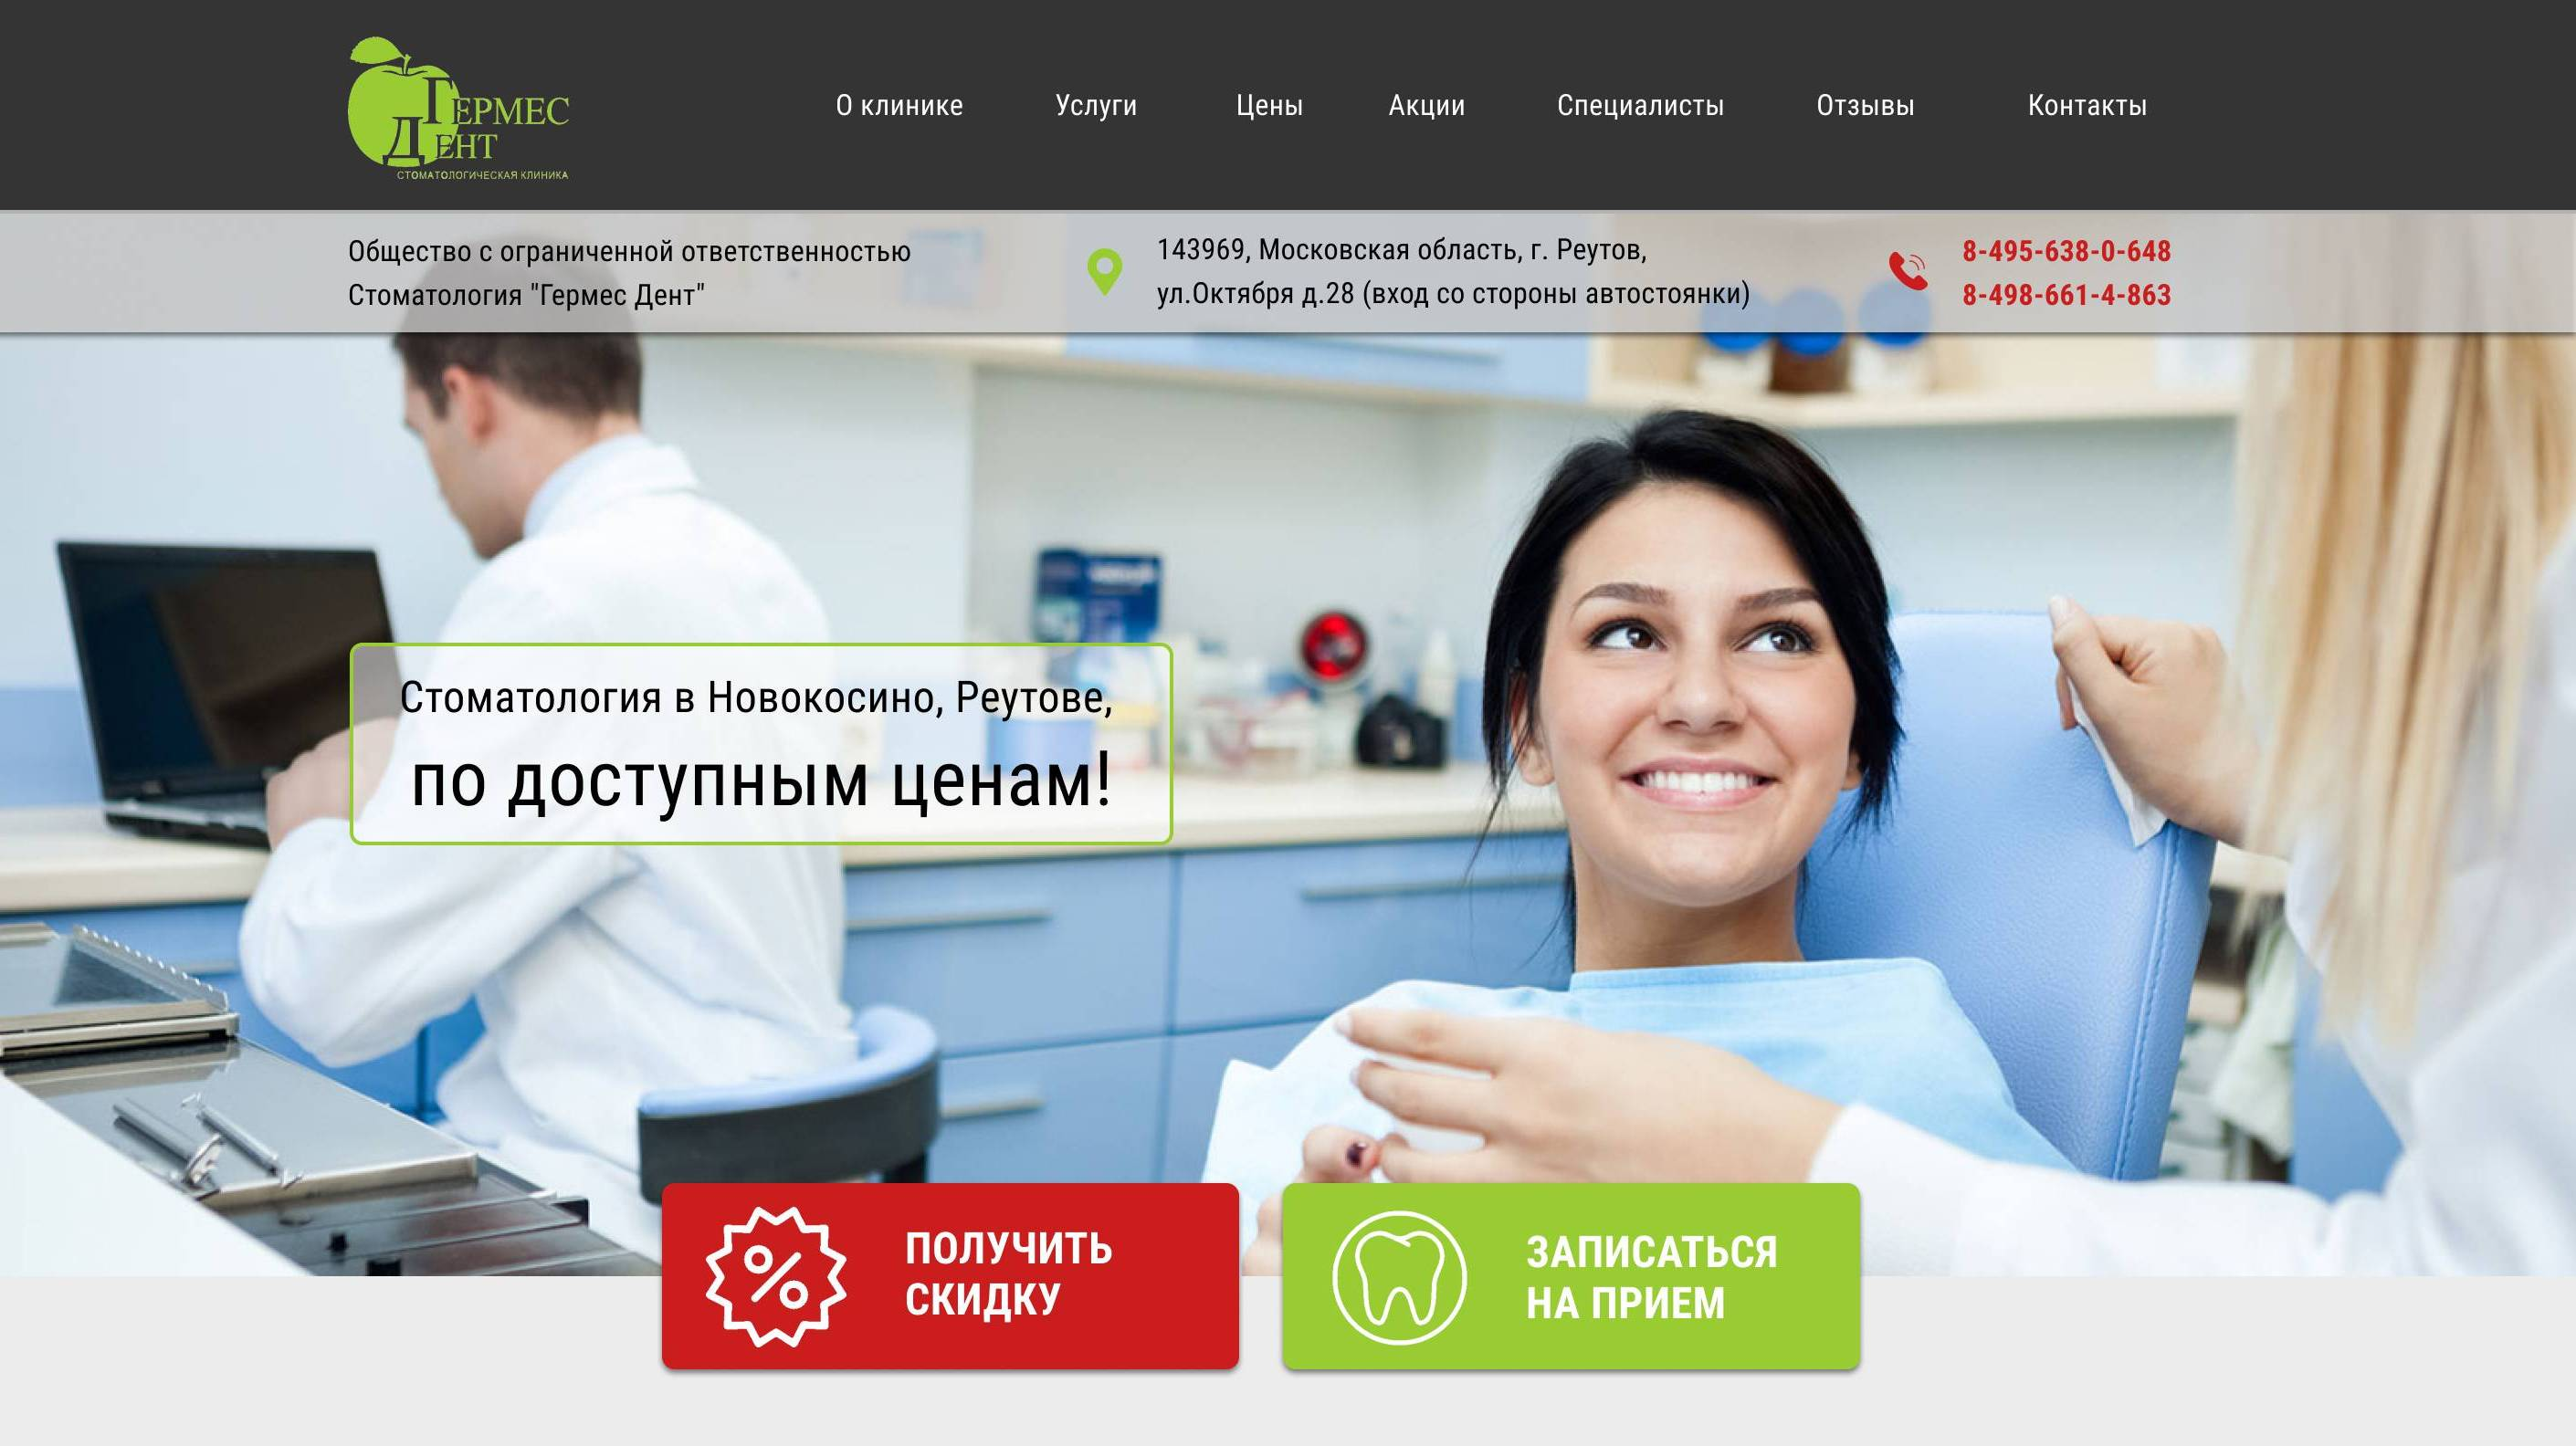 Гермес
Дент
СТОМАТОЛОГИЧЕСКАЯ КЛИНИКА
О клинике
Услуги
Цены
Акции
Специалисты
Отзывы
Контакты
Общество с ограниченной ответственностью
Стоматология "Гермес Дент"
143969, Московская область, г. Реутов,
ул.Октября д.28 (вход со стороны автостоянки)
8-495-638-0-648
8-498-661-4-863
Стоматология в Новокосино, Реутове,
по доступным ценам!
ПОЛУЧИТЬ
СКИДКУ
ЗАПИСАТЬСЯ
НА ПРИЕМ